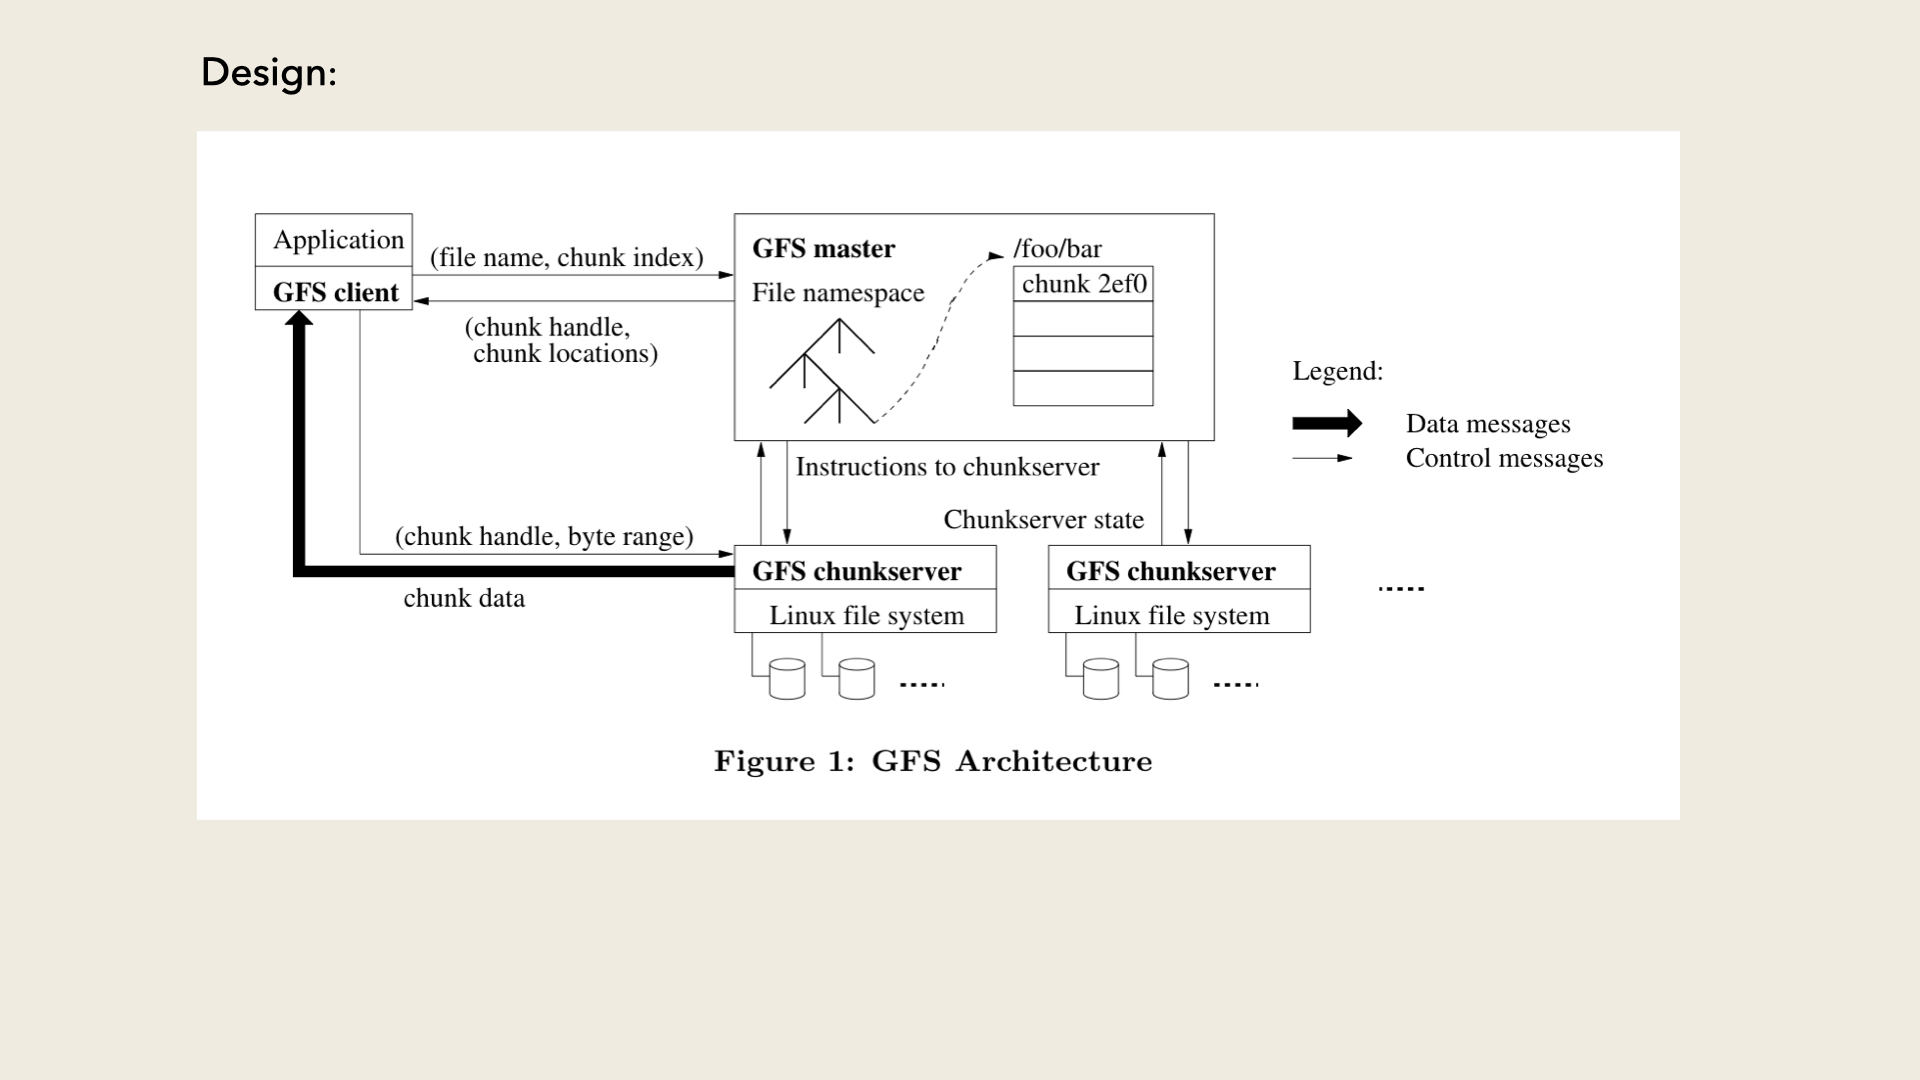 Design:
Application
GFS client
(file name, chunk index)
(chunk handle,
chunk locations)
GFS master
File namespace
/foo/bar
chunk 2ef0
Legend:
Data messages
Control messages
Instructions to chunkserver
Chunkserver state
(chunk handle, byte range)
chunk data
GFS chunkserver
Linux file system
GFS chunkserver
Linux file system
Figure 1: GFS Architecture